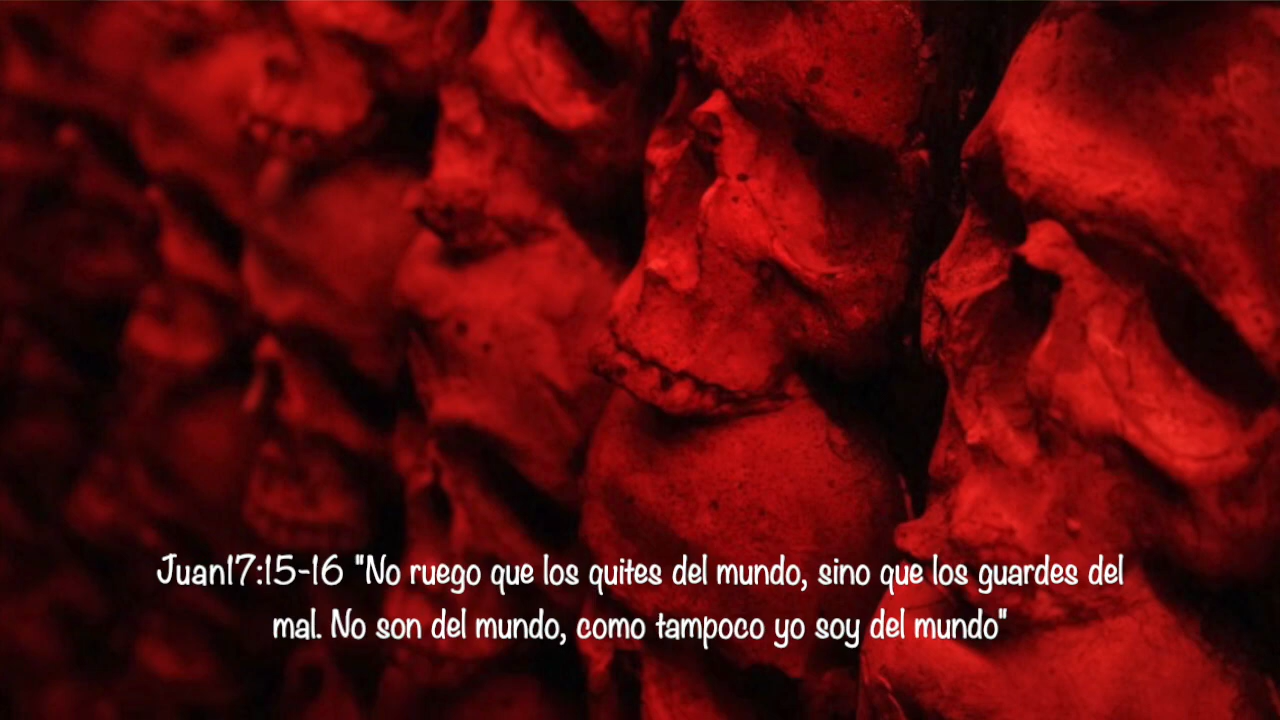 Juan17:15-16 "No ruego que los quites del mundo, sino que los guardes del
mal. No son del mundo, como tampoco yo soy del mundo"